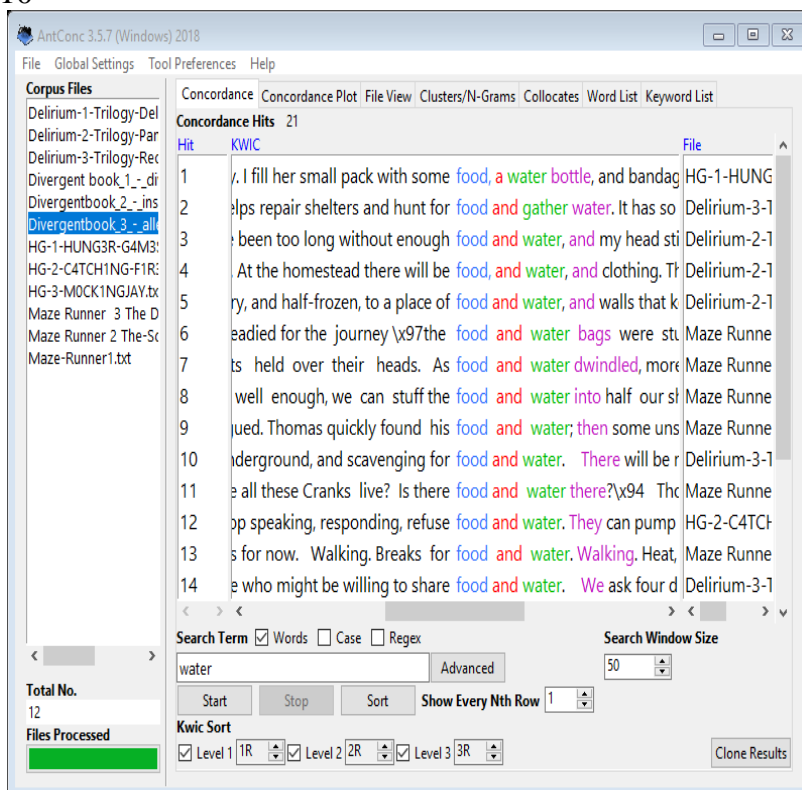 AntConc 3.5.7 (Windows) 2018
File Global Settings Tool Preferences Help
Corpus Files
Delirium-1-Trilogy-Del
Delirium-2-Trilogy-Par
Delirium-3-Trilogy-Rec
Divergent book_1_-_di
Divergentbook_2_-_ins
Divergentbook_3_-_alle
HG-1-HUNG3R-G4M3S
HG-2-C4TCH1NG-F1R3
HG-3-M0CK1NGJAY.tx
Maze Runner 3 The D
Maze Runner 2 The-Sc
Maze-Runner1.txt
Total No.
12
Files Processed
Concordance Concordance Plot File View Clusters/N-Grams Collocates Word List Keyword List
Concordance Hits 21
Hit KWIC File
1 y. I fill her small pack with some food, a water bottle, and bandag HG-1-HUNG
2 elps repair shelters and hunt for food and gather water. It has so Delirium-3-T
3 been too long without enough food and water, and my head sti Delirium-2-T
4 . At the homestead there will be food, and water, and clothing. Th Delirium-2-T
5 ry, and half-frozen, to a place of food and water, and walls that k Delirium-2-T
6 eadied for the journey \x97the food and water bags were stu Maze Runne
7 ts held over their heads. As food and water dwindled, more Maze Runne
8 well enough, we can stuff the food and water into half our sh Maze Runne
9 gued. Thomas quickly found his food and water; then some uns Maze Runne
10 nderground, and scavenging for food and water. There will be r Delirium-3-T
11 e all these Cranks live? Is there food and water there?\x94 Tho Maze Runne
12 op speaking, responding, refuse food and water. They can pump HG-2-C4TCH
13 s for now. Walking. Breaks for food and water. Walking. Heat, Maze Runne
14 e who might be willing to share food and water. We ask four d Delirium-3-T
Search Term Words Case Regex Search Window Size
water Advanced 50
Start Stop Sort Show Every Nth Row 1
Kwic Sort
Level 1 1R Level 2 2R Level 3 3R Clone Results